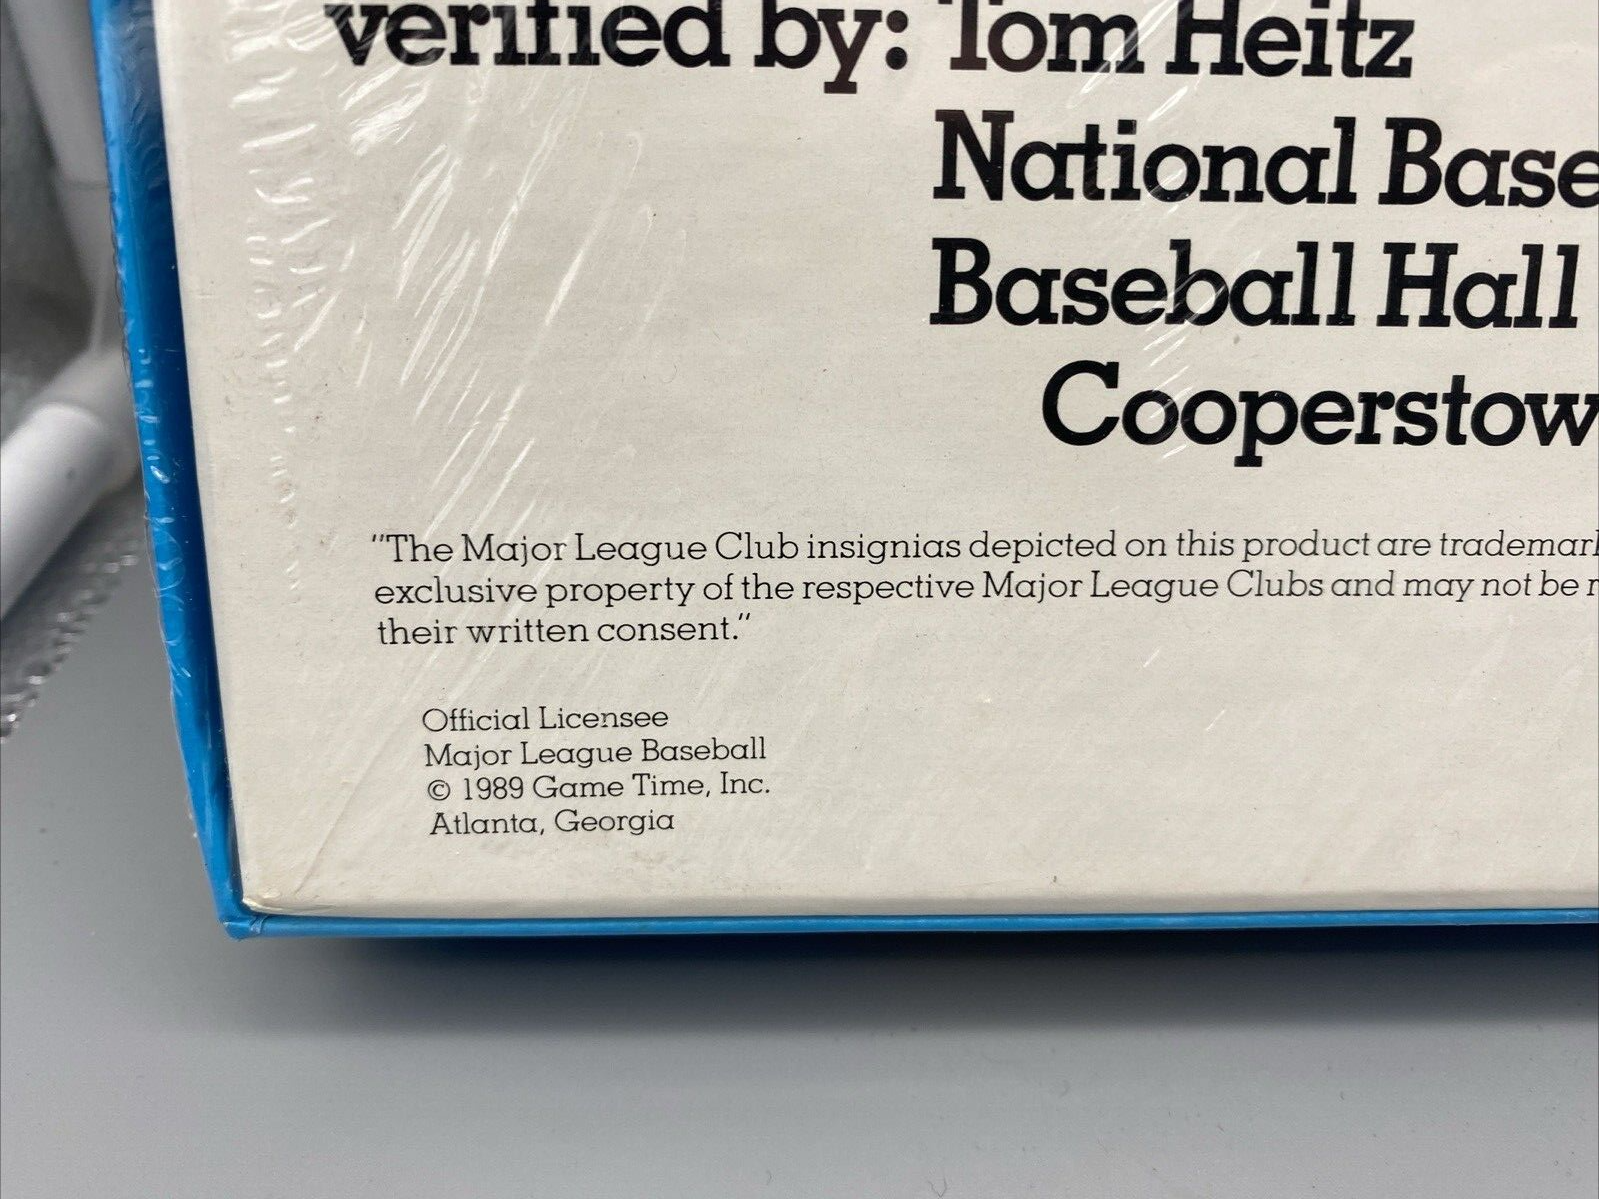 verified by: Tom Heitz
National Base
Baseball Hall
Cooperstow
"The Major League Club insignias depicted on this product are trademar
exclusive property of the respective Major League Clubs and may not be r
their written consent."
Official Licensee
Major League Baseball
© 1989 Game Time, Inc.
Atlanta, Georgia